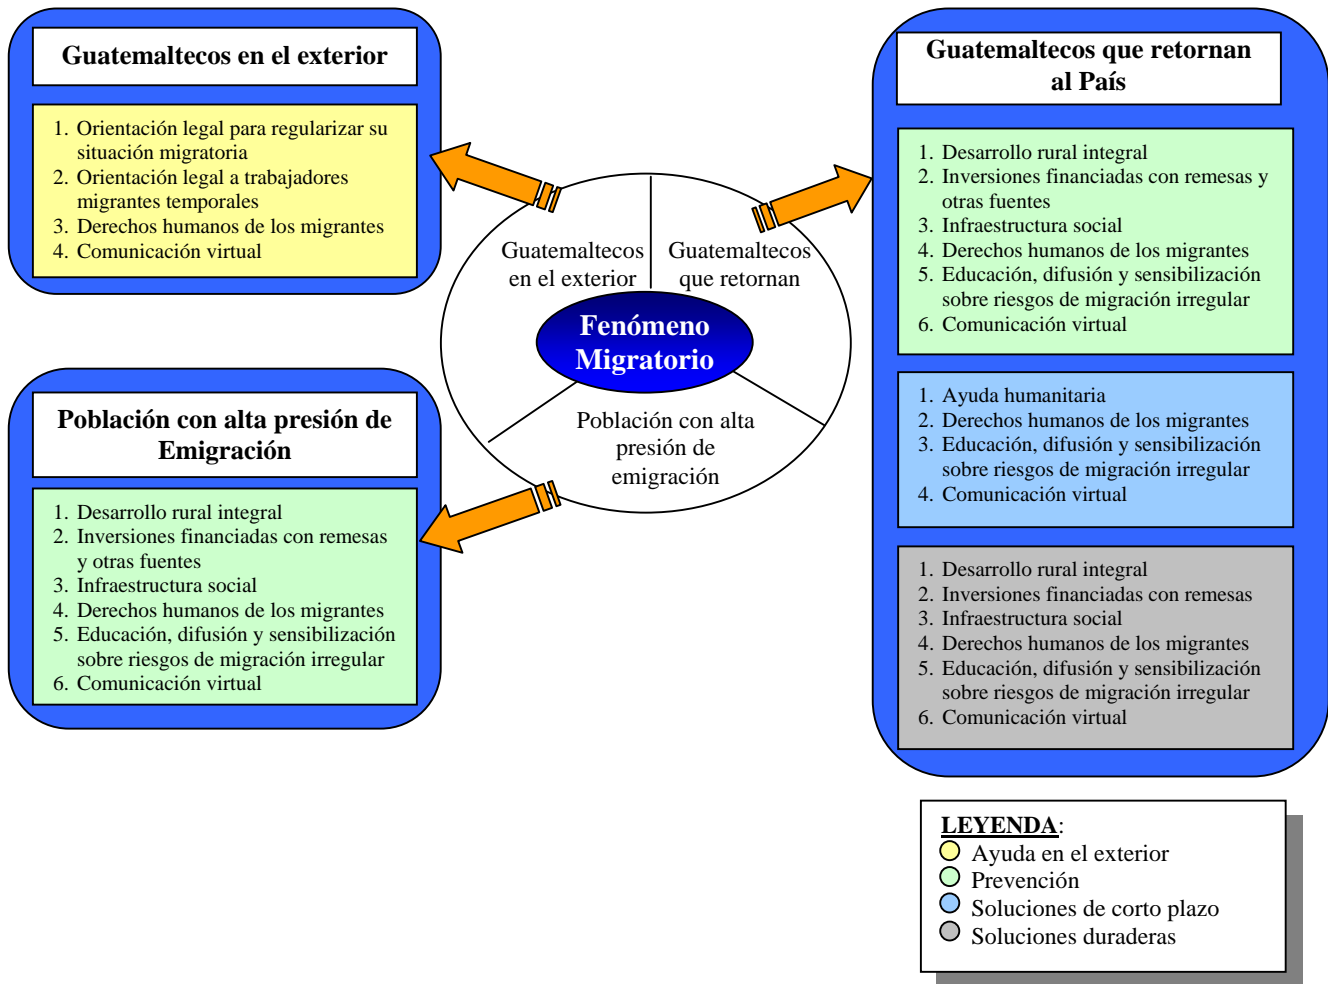 Guatemaltecos en el exterior
1. Orientación legal para regularizar su
situación migratoria
2. Orientación legal a trabajadores
migrantes temporales
3. Derechos humanos de los migrantes
4. Comunicación virtual
Población con alta presión de
Emigración
1. Desarrollo rural integral
2. Inversiones financiadas con remesas
y otras fuentes
3. Infraestructura social
4. Derechos humanos de los migrantes
5. Educación, difusión y sensibilización
sobre riesgos de migración irregular
6. Comunicación virtual
Guatemaltecos
en el exterior
Guatemaltecos
que retornan
Fenómeno
Migratorio
Población con alta
presión de
emigración
Guatemaltecos que retornan
al País
1. Desarrollo rural integral
2. Inversiones financiadas con remesas y
otras fuentes
3. Infraestructura social
4. Derechos humanos de los migrantes
5. Educación, difusión y sensibilización
sobre riesgos de migración irregular
6. Comunicación virtual
1. Ayuda humanitaria
2. Derechos humanos de los migrantes
3. Educación, difusión y sensibilización
sobre riesgos de migración irregular
4. Comunicación virtual
1. Desarrollo rural integral
2. Inversiones financiadas con remesas
3. Infraestructura social
4. Derechos humanos de los migrantes
5. Educación, difusión y sensibilización
sobre riesgos de migración irregular
6. Comunicación virtual
LEYENDA:
Ayuda en el exterior
Prevención
Soluciones de corto plazo
Soluciones duraderas